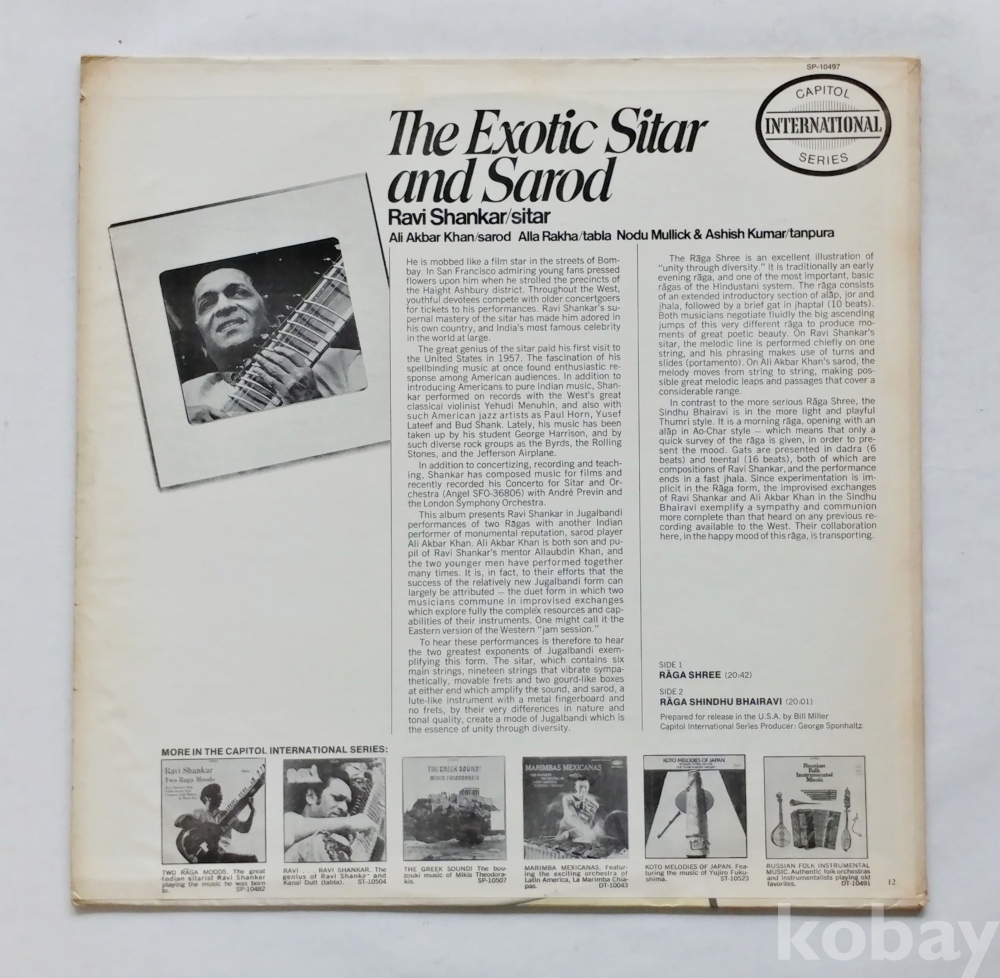 SP-10497
CAPITOL
INTERNATIONAL
SERIES
The Exotic Sitar
and Sarod
Ravi Shankar/sitar
Ali Akbar Khan/sarod Alla Rakha/tabla Nodu Mullick & Ashish Kumar/tanpura
He is mobbed like a film star in the streets of Bom-
bay. In San Francisco admiring young fans pressed
flowers upon him when he strolled the precincts of
the Haight Ashbury district. Throughout the West,
youthful devotees compete with older concertgoers
for tickets to his performances. Ravi Shankar's su-
pernal mastery of the sitar has made him adored in
his own country, and India's most famous celebrity
in the world at large.
The great genius of the sitar paid his first visit to
the United States in 1957. The fascination of his
spellbinding music at once found enthusiastic re-
sponse among American audiences. In addition to
introducing Americans to pure Indian music, Shan-
kar performed on records with the West's great
classical violinist Yehudi Menuhin, and also with
such American jazz artists as Paul Horn, Yusef
Lateef and Bud Shank. Lately, his music has been
taken up by his student George Harrison, and by
such diverse rock groups as the Byrds, the Rolling
Stones, and the Jefferson Airplane.
In addition to concertizing, recording and teach-
ing, Shankar has composed music for films and
recently recorded his Concerto for Sitar and Or-
chestra (Angel SFO-36806) with André Previn and
the London Symphony Orchestra.
This album presents Ravi Shankar in Jugalbandi
performances of two Rāgas with another Indian
performer of monumental reputation, sarod player
Ali Akbar Khan. Ali Akbar Khan is both son and pu-
pil of Ravi Shankar's mentor Allaubdin Khan, and
the two younger men have performed together
many times. It is, in fact, to their efforts that the
success of the relatively new Jugalbandi form can
largely be attributed — the duet form in which two
musicians commune in improvised exchanges
which explore fully the complex resources and cap-
abilities of their instruments. One might call it the
Eastern version of the Western "jam session."
To hear these performances is therefore to hear
the two greatest exponents of Jugalbandi exem-
plifying this form. The sitar, which contains six
main strings, nineteen strings that vibrate sympa-
thetically, movable frets and two gourd-like boxes
at either end which amplify the sound, and sarod, a
lute-like instrument with a metal fingerboard and
no frets, by their very differences in nature and
tonal quality, create a mode of Jugalbandi which is
the essence of unity through diversity.
The Rāga Shree is an excellent illustration of
"unity through diversity." It is traditionally an early
evening rāga, and one of the most important, basic
rāgas of the Hindustani system. The rāga consists
of an extended introductory section of alāp, jor and
jhala, followed by a brief gat in jhaptal (10 beats).
Both musicians negotiate fluidly the big ascending
jumps of this very different rāga to produce mo-
ments of great poetic beauty. On Ravi Shankar's
sitar, the melodic line is performed chiefly on one
string, and his phrasing makes use of turns and
slides (portamento). On Ali Akbar Khan's sarod, the
melody moves from string to string, making pos-
sible great melodic leaps and passages that cover a
considerable range.
In contrast to the more serious Rāga Shree, the
Sindhu Bhairavi is in the more light and playful
Thumri style. It is a morning rāga, opening with an
alāp in Ao-Char style — which means that only a
quick survey of the rāga is given, in order to pre-
sent the mood. Gats are presented in dadra (6
beats) and teental (16 beats), both of which are
compositions of Ravi Shankar, and the performance
ends in a fast jhala. Since experimentation is im-
plicit in the Rāga form, the improvised exchanges
of Ravi Shankar and Ali Akbar Khan in the Sindhu
Bhairavi exemplify a sympathy and communion
more complete than that heard on any previous re-
cording available to the West. Their collaboration
here, in the happy mood of this rāga, is transporting.
SIDE 1
RĀGA SHREE (20:42)
SIDE 2
RĀGA SHINDHU BHAIRAVI (20:01)
Prepared for release in the U.S.A. by Bill Miller
Capitol International Series Producer: George Sponhaltz
MORE IN THE CAPITOL INTERNATIONAL SERIES:
Ravi Shankar
Two Raga Moods
THE GREEK SOUND!
MIKIS THEODORAKIS
MARIMBAS MEXICANAS
KOTO MELODIES OF JAPAN
Russian
Folk
Instrumental
Music
TWO RAGA MOODS. The great
Indian sitarist Ravi Shankar
playing the music he was born
to. SP-10482
RAVI . . . RAVI SHANKAR. The
genius of Ravi Shankar and
Kanai Dutt (tabla). ST-10504
THE GREEK SOUND! The bou-
zouki music of Mikis Theodora-
kis. SP-10507
MARIMBA MEXICANAS. Featur-
ing the exciting orchestra of
Latin America, La Marimba Chia-
pas. DT-10043
KOTO MELODIES OF JAPAN. Fea-
turing the music of Yujiro Fuku-
shima. ST-10523
RUSSIAN FOLK INSTRUMENTAL
MUSIC. Authentic folk orchestras
and instrumentalists playing old
favorites. DT-10491
12
kobay